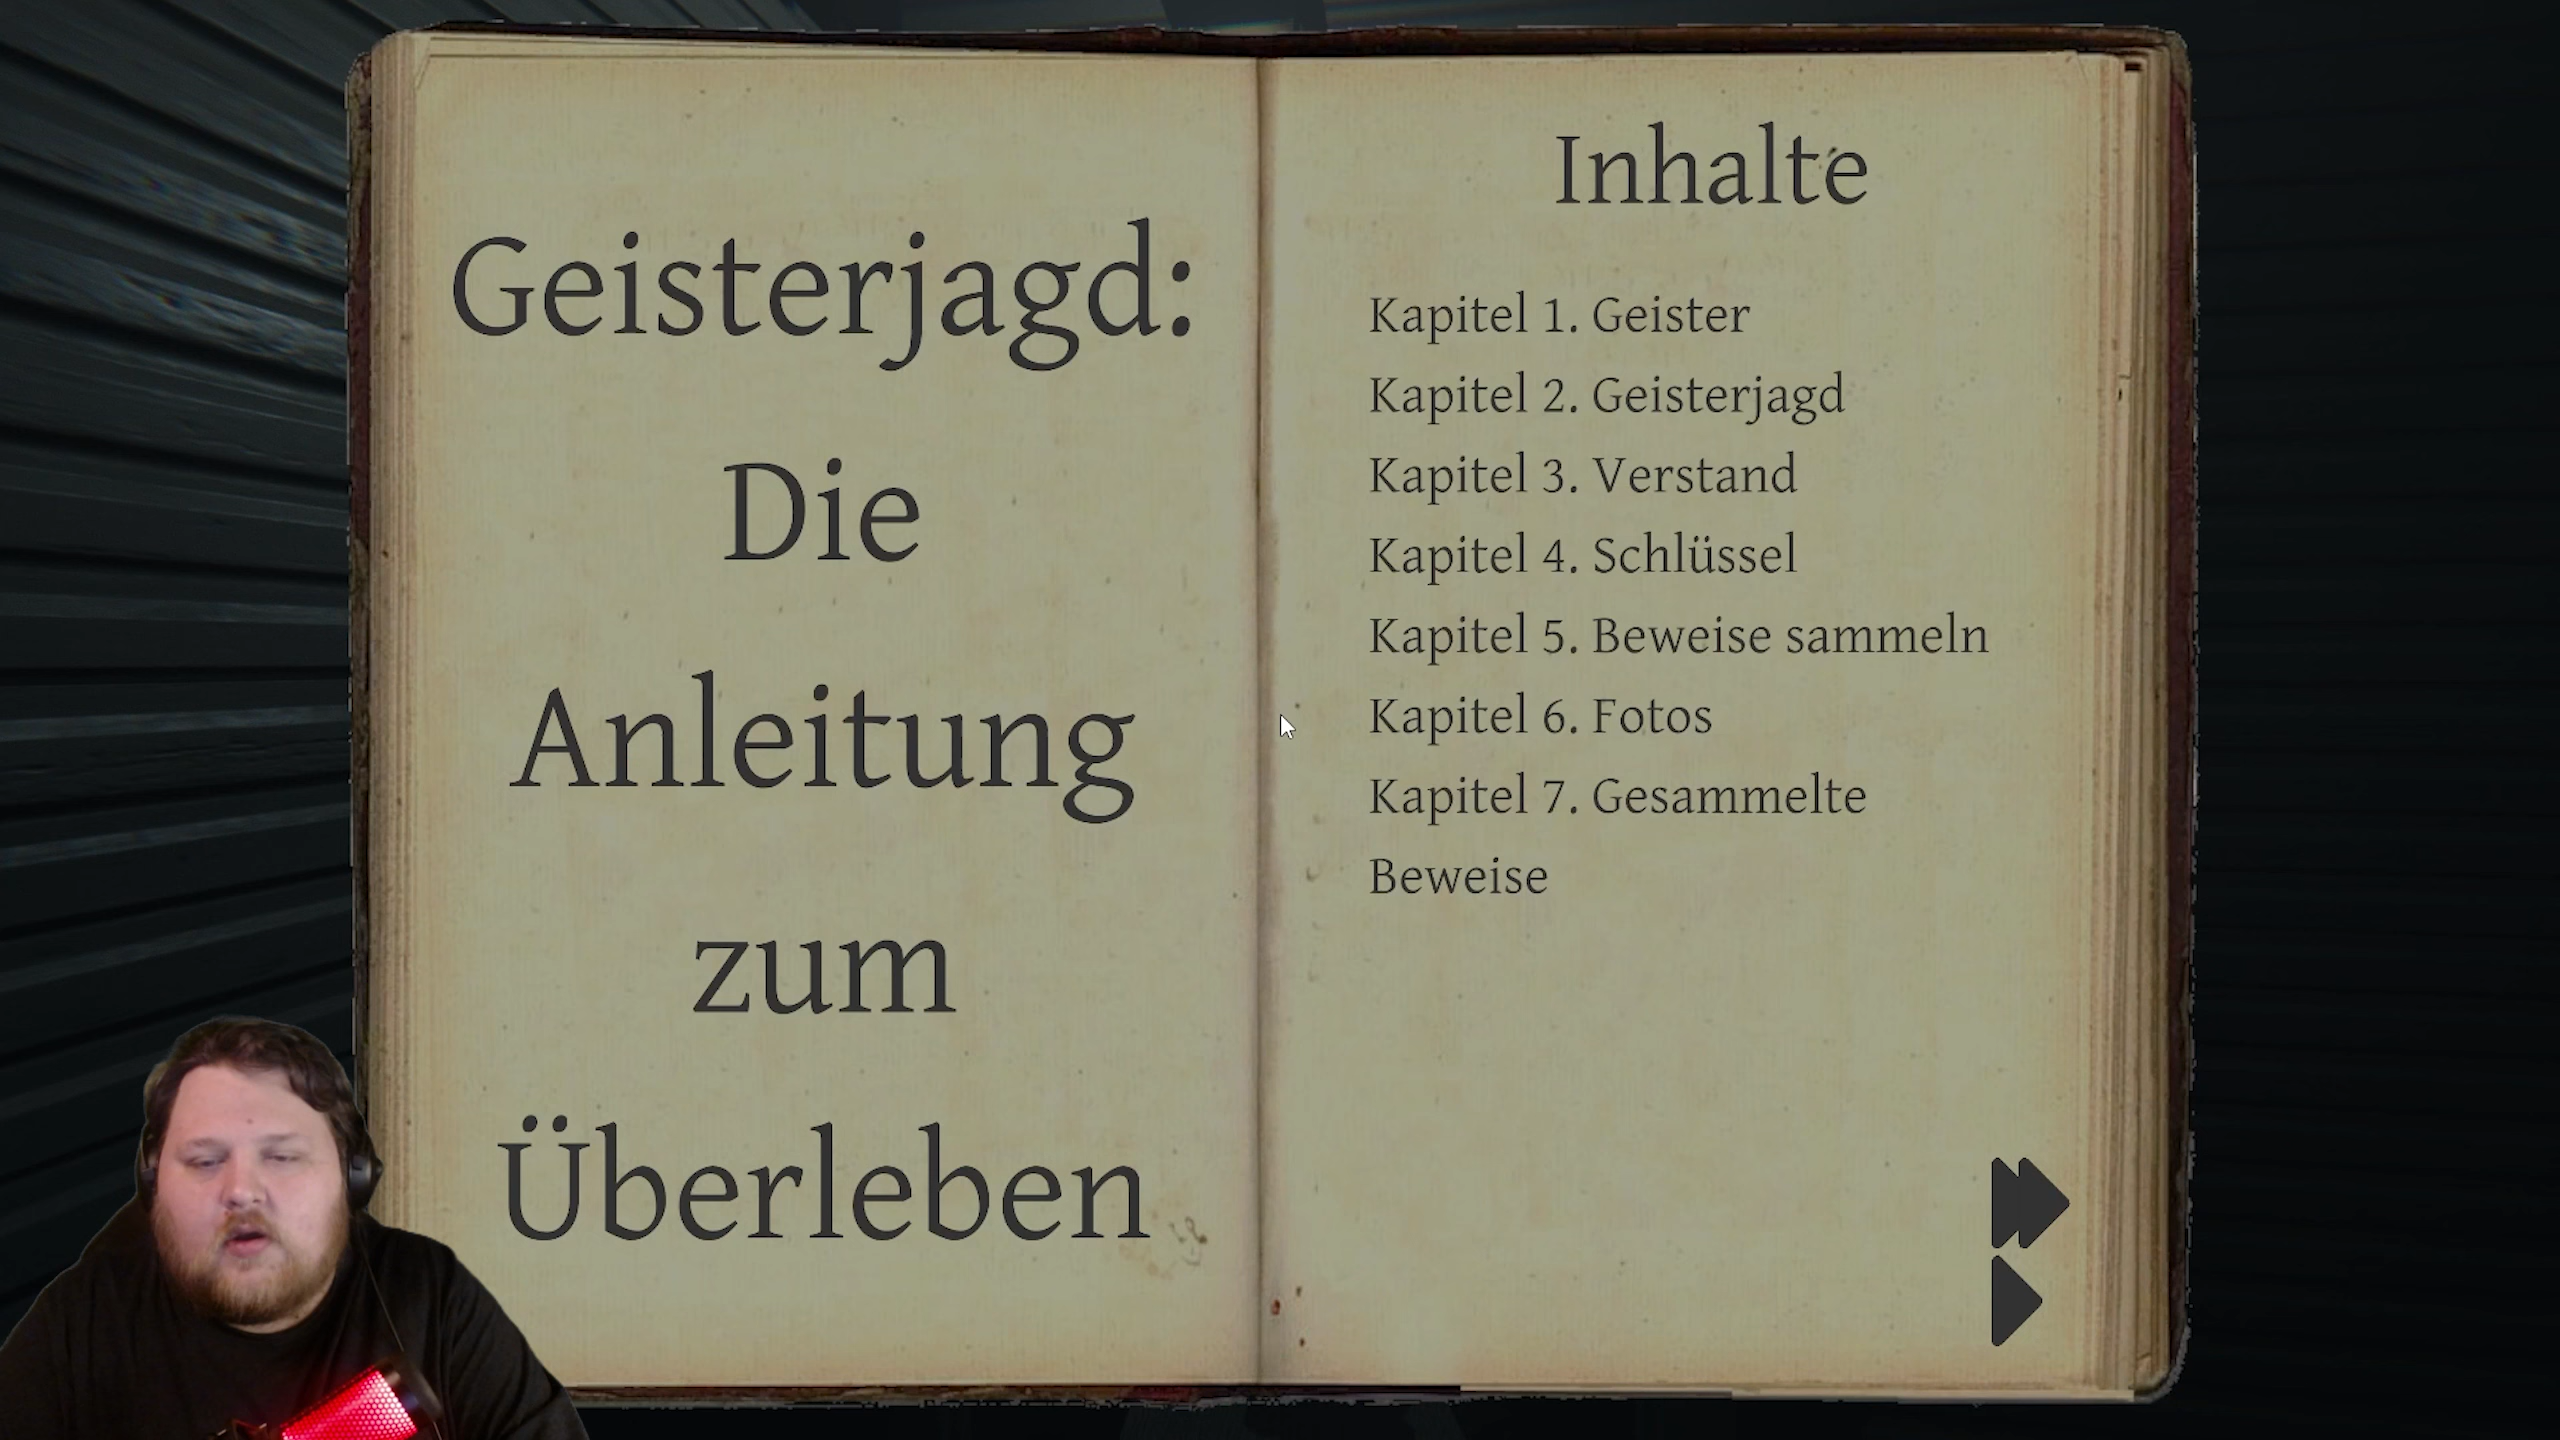 Geisterjagd:
Die
Anleitung
zum
Überleben
Inhalte
Kapitel 1. Geister
Kapitel 2. Geisterjagd
Kapitel 3. Verstand
Kapitel 4. Schlüssel
Kapitel 5. Beweise sammeln
Kapitel 6. Fotos
Kapitel 7. Gesammelte
Beweise